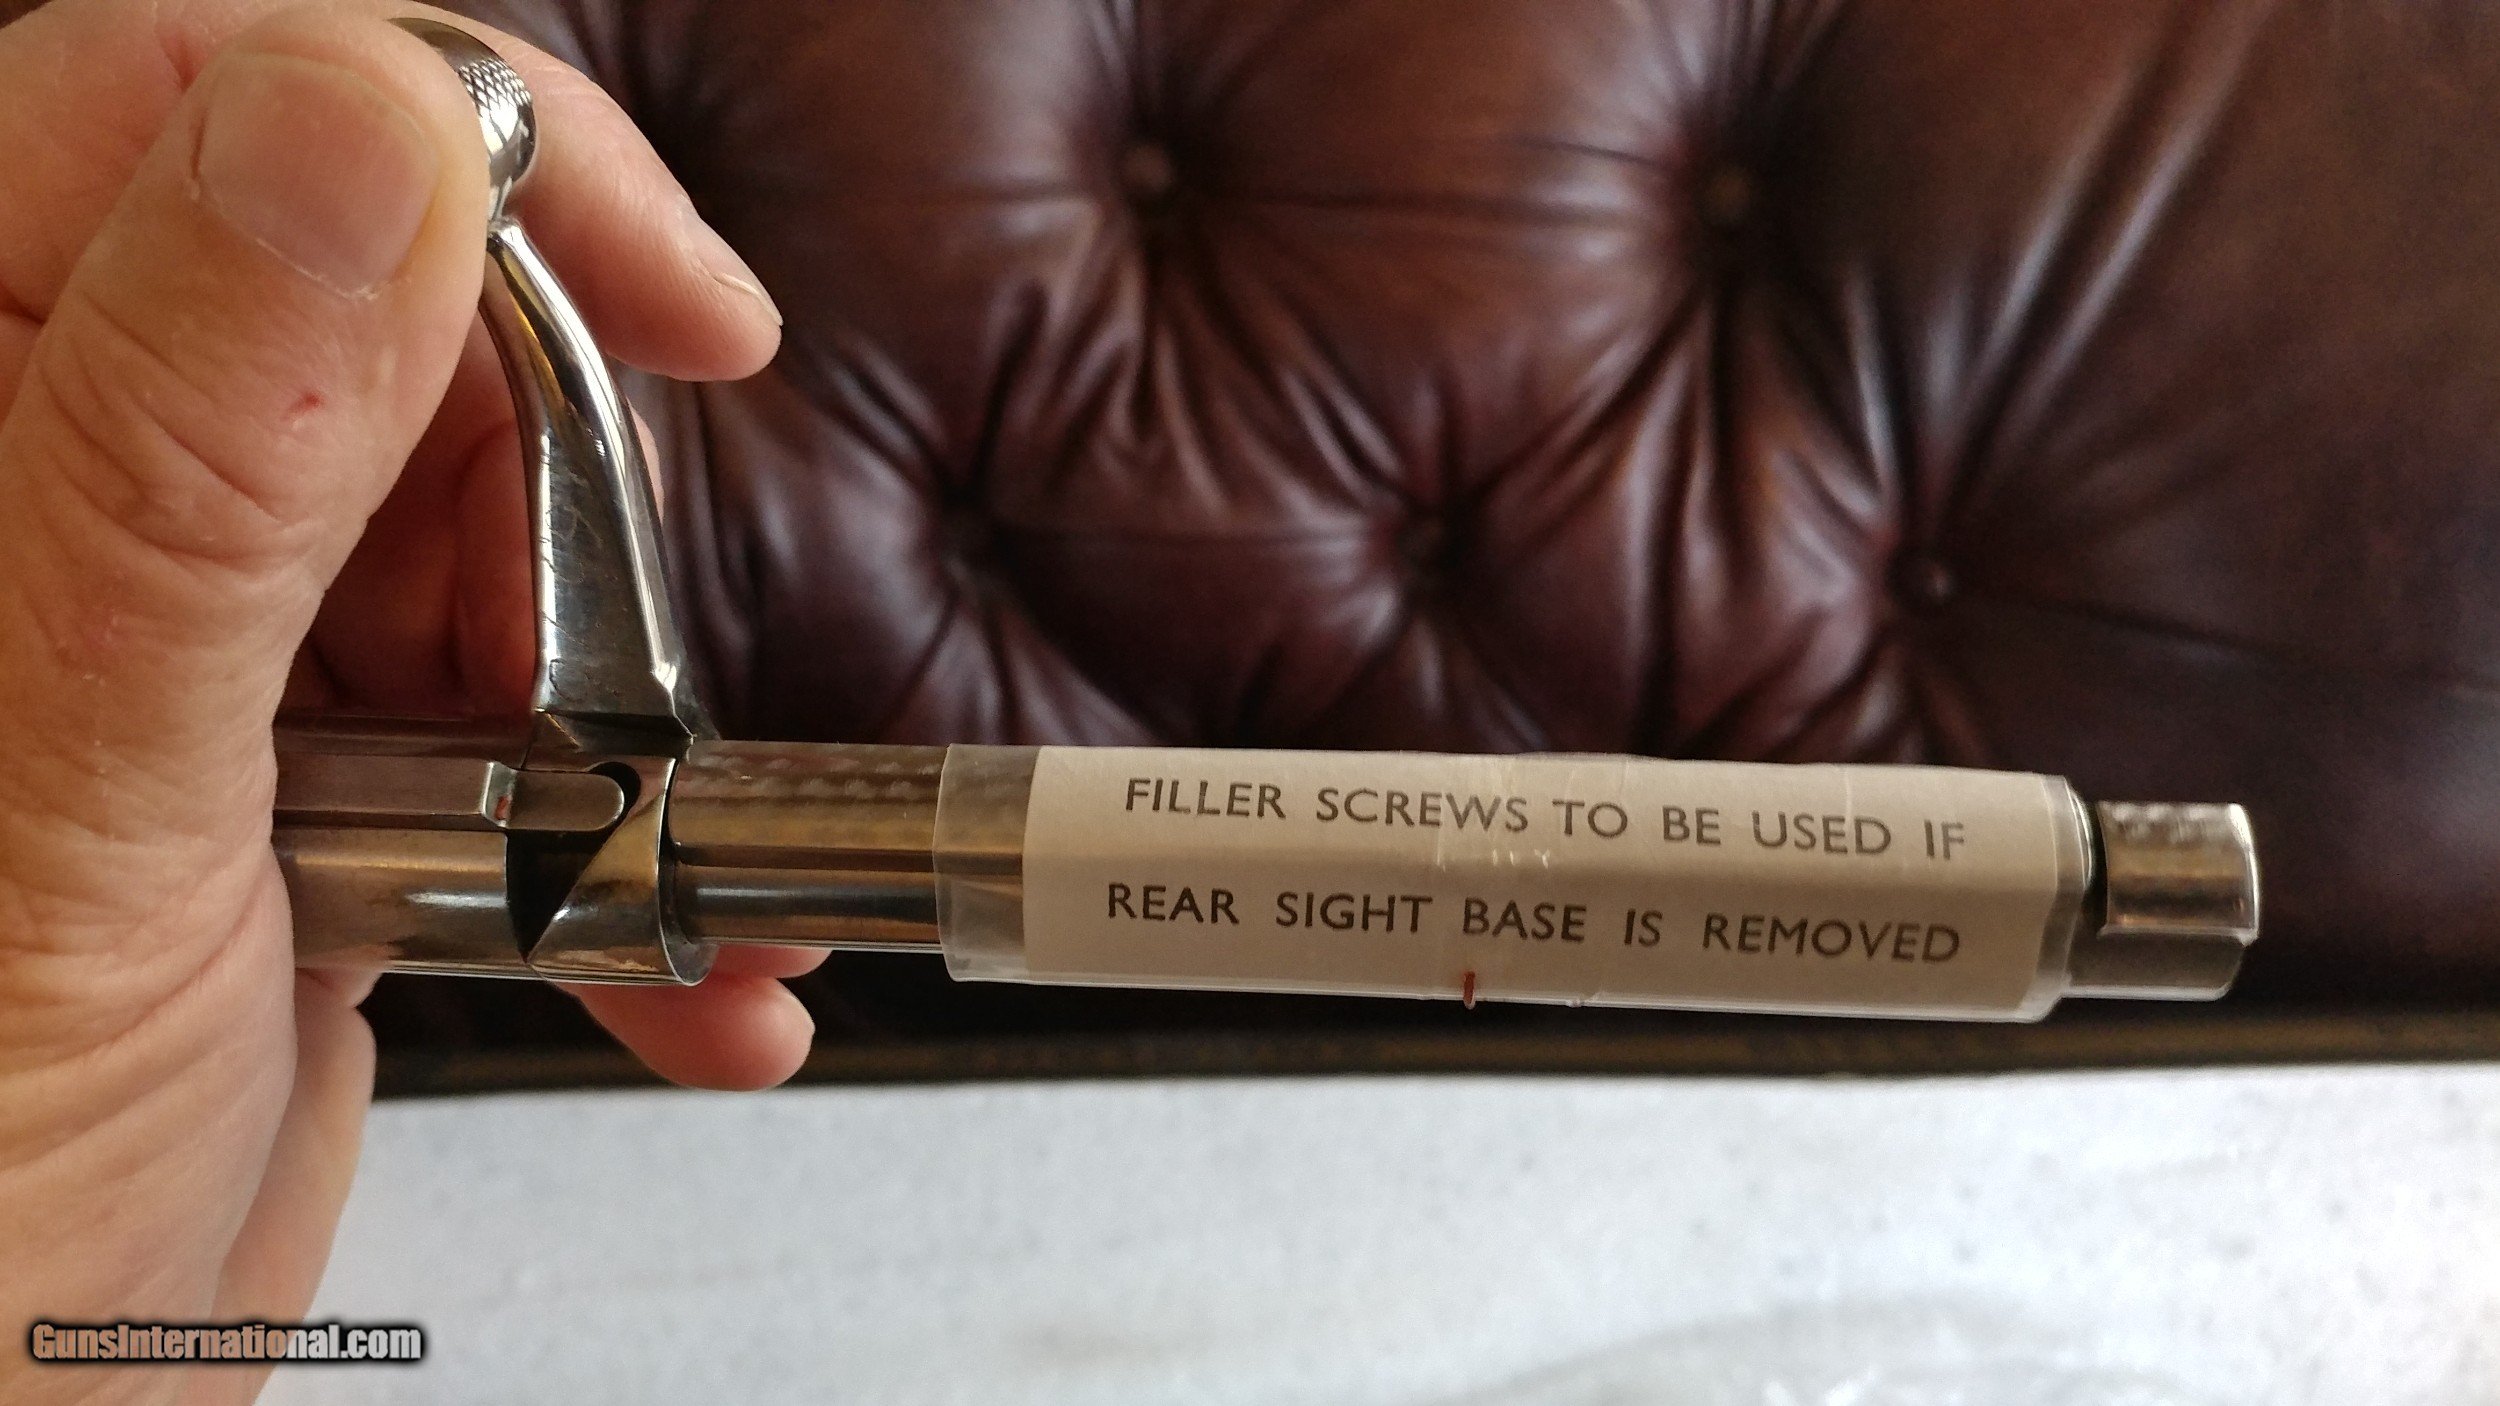 FILLER SCREWS TO BE USED IF
REAR SIGHT BASE IS REMOVED
GunsInternational.com